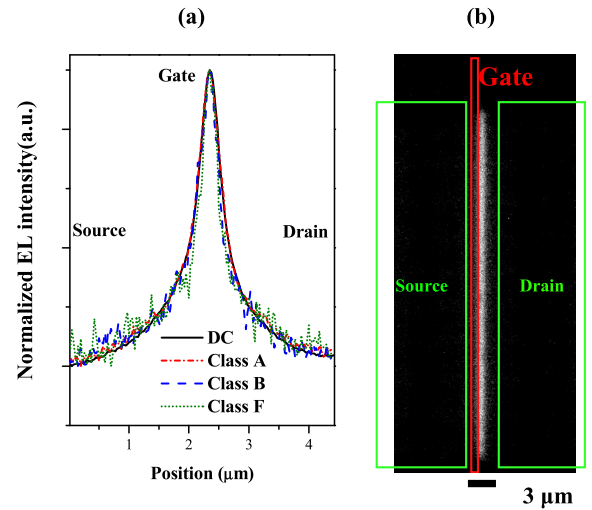 (a)
Gate
Source
Drain
Normalized EL intensity(a.u.)
DC
Class A
Class B
Class F
1 2 3 4
Position (μm)
(b)
Gate
Source
Drain
3 μm